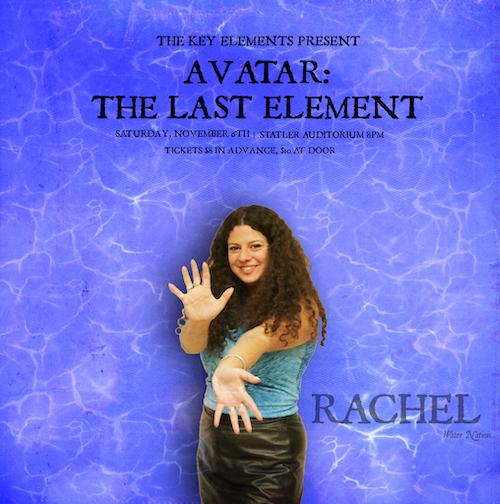 THE KEY ELEMENTS PRESENT
AVATAR:
THE LAST ELEMENT
SATURDAY, NOVEMBER 6TH | STATLER AUDITORIUM 8PM
TICKETS $8 IN ADVANCE, $10 AT DOOR
RACHEL
Water Nation